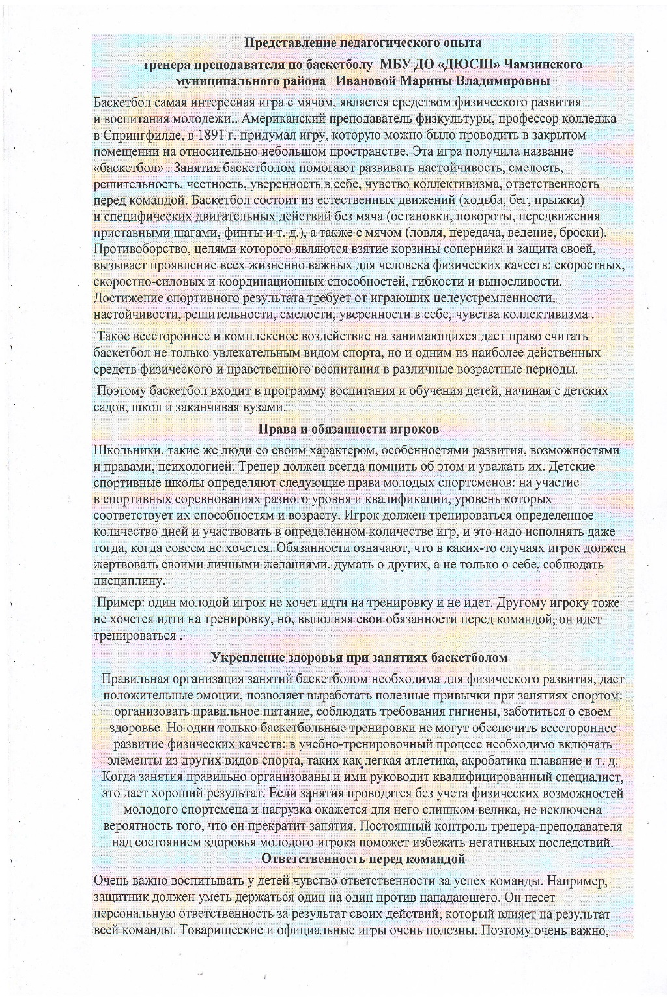 Представление педагогического опыта
тренера преподавателя по баскетболу МБУ ДО «ДЮСШ» Чамзинского
муниципального района Ивановой Марины Владимировны
Баскетбол самая интересная игра с мячом, является средством физического развития
и воспитания молодежи.. Американский преподаватель физкультуры, профессор колледжа
в Спрингфилде, в 1891 г. придумал игру, которую можно было проводить в закрытом
помещении на относительно небольшом пространстве. Эта игра получила название
«баскетбол» . Занятия баскетболом помогают развивать настойчивость, смелость,
решительность, честность, уверенность в себе, чувство коллективизма, ответственность
перед командой. Баскетбол состоит из естественных движений (ходьба, бег, прыжки)
и специфических двигательных действий без мяча (остановки, повороты, передвижения
приставными шагами, финты и т. д.), а также с мячом (ловля, передача, ведение, броски).
Противоборство, целями которого являются взятие корзины соперника и защита своей,
вызывает проявление всех жизненно важных для человека физических качеств: скоростных,
скоростно-силовых и координационных способностей, гибкости и выносливости.
Достижение спортивного результата требует от играющих целеустремленности,
настойчивости, решительности, смелости, уверенности в себе, чувства коллективизма .
Такое всестороннее и комплексное воздействие на занимающихся дает право считать
баскетбол не только увлекательным видом спорта, но и одним из наиболее действенных
средств физического и нравственного воспитания в различные возрастные периоды.
Поэтому баскетбол входит в программу воспитания и обучения детей, начиная с детских
садов, школ и заканчивая вузами.
Права и обязанности игроков
Школьники, такие же люди со своим характером, особенностями развития, возможностями
и правами, психологией. Тренер должен всегда помнить об этом и уважать их. Детские
спортивные школы определяют следующие права молодых спортсменов: на участие
в спортивных соревнованиях разного уровня и квалификации, уровень которых
соответствует их способностям и возрасту. Игрок должен тренироваться определенное
количество дней и участвовать в определенном количестве игр, и это надо исполнять даже
тогда, когда совсем не хочется. Обязанности означают, что в каких-то случаях игрок должен
жертвовать своими личными желаниями, думать о других, а не только о себе, соблюдать
дисциплину.
Пример: один молодой игрок не хочет идти на тренировку и не идет. Другому игроку тоже
не хочется идти на тренировку, но, выполняя свои обязанности перед командой, он идет
тренироваться .
Укрепление здоровья при занятиях баскетболом
Правильная организация занятий баскетболом необходима для физического развития, дает
положительные эмоции, позволяет выработать полезные привычки при занятиях спортом:
организовать правильное питание, соблюдать требования гигиены, заботиться о своем
здоровье. Но одни только баскетбольные тренировки не могут обеспечить всестороннее
развитие физических качеств: в учебно-тренировочный процесс необходимо включать
элементы из других видов спорта, таких как легкая атлетика, акробатика плавание и т. д.
Когда занятия правильно организованы и ими руководит квалифицированный специалист,
это дает хороший результат. Если занятия проводятся без учета физических возможностей
молодого спортсмена и нагрузка окажется для него слишком велика, не исключена
вероятность того, что он прекратит занятия. Постоянный контроль тренера-преподавателя
над состоянием здоровья молодого игрока поможет избежать негативных последствий.
Ответственность перед командой
Очень важно воспитывать у детей чувство ответственности за успех команды. Например,
защитник должен уметь держаться один на один против нападающего. Он несет
персональную ответственность за результат своих действий, который влияет на результат
всей команды. Товарищеские и официальные игры очень полезны. Поэтому очень важно,